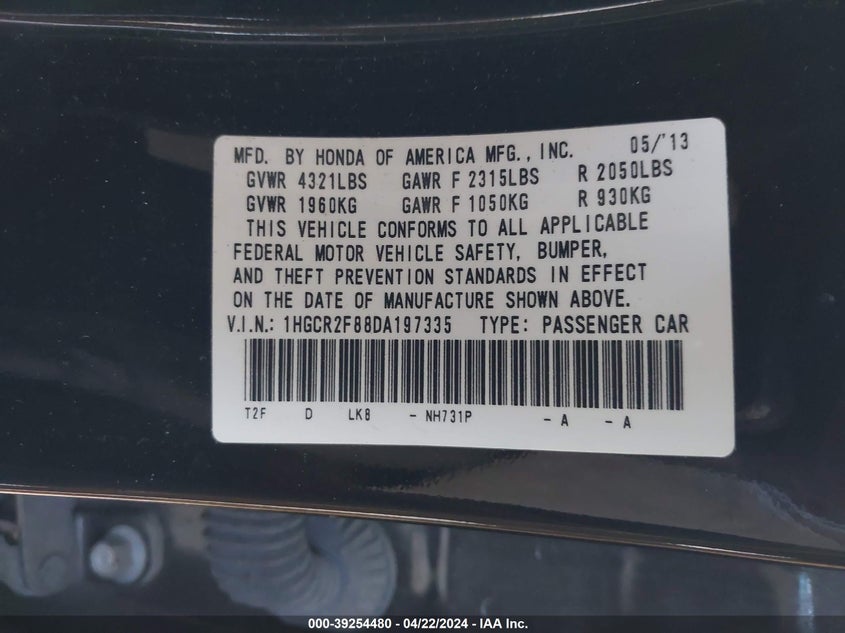 MFD. BY HONDA OF AMERICA MFG., INC. 05/'13
GVWR 4321LBS GAWR F 2315LBS R 2050LBS
GVWR 1960KG GAWR F 1050KG R 930KG
THIS VEHICLE CONFORMS TO ALL APPLICABLE
FEDERAL MOTOR VEHICLE SAFETY, BUMPER,
AND THEFT PREVENTION STANDARDS IN EFFECT
ON THE DATE OF MANUFACTURE SHOWN ABOVE.
V.I.N.: 1HGCR2F88DA197335 TYPE: PASSENGER CAR
T2F D LKB - NH731P - A - A
000-39254480 - 04/22/2024 - IAA Inc.